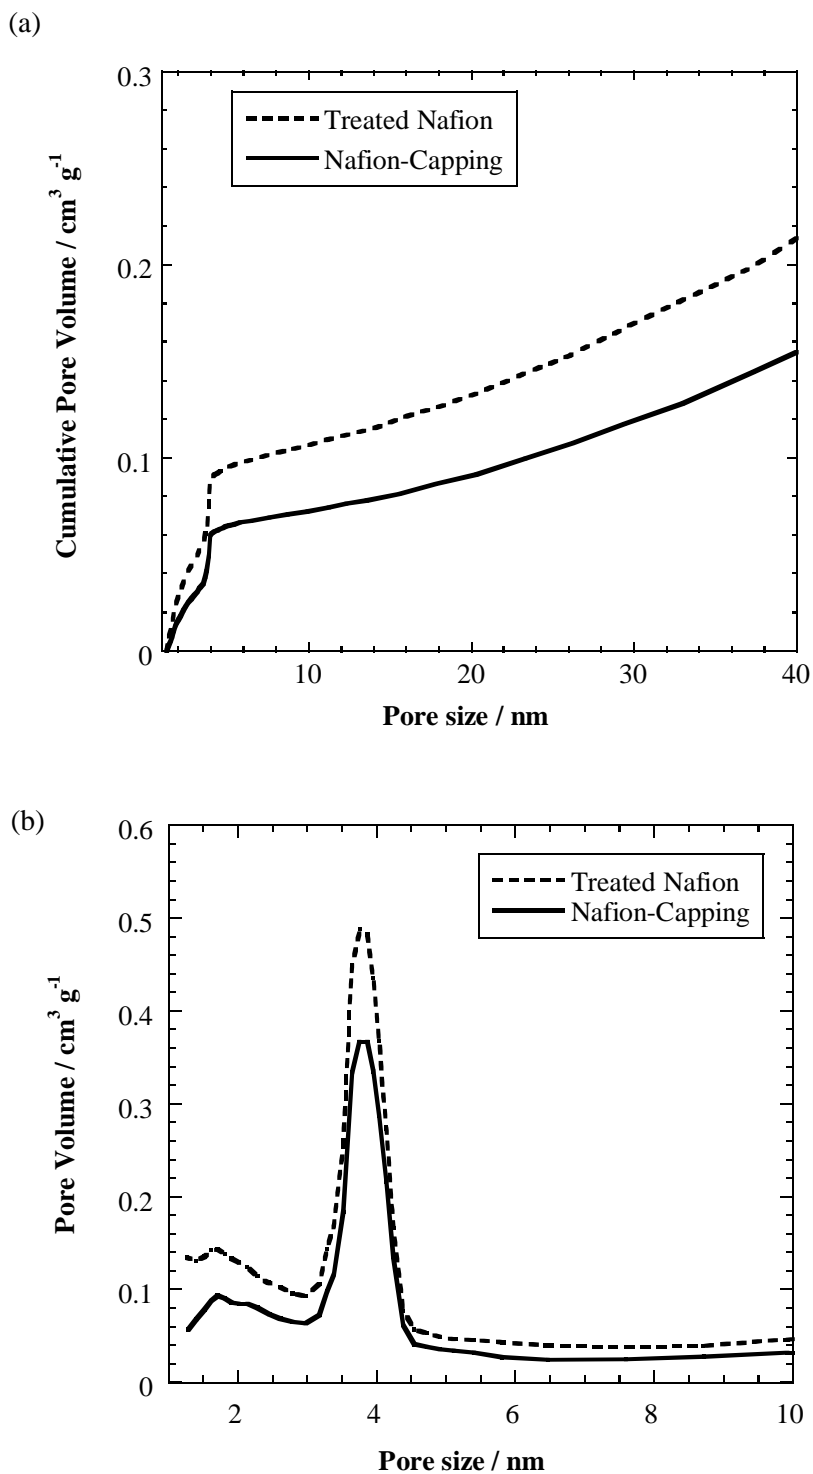 (a)
0.3
Treated Nafion
Nafion-Capping
0.2
0.1
0
Cumulative Pore Volume / cm³ g⁻¹
10 20 30 40
Pore size / nm
(b)
0.6
Treated Nafion
Nafion-Capping
0.5
0.4
0.3
0.2
0.1
0
Pore Volume / cm³ g⁻¹
2 4 6 8 10
Pore size / nm